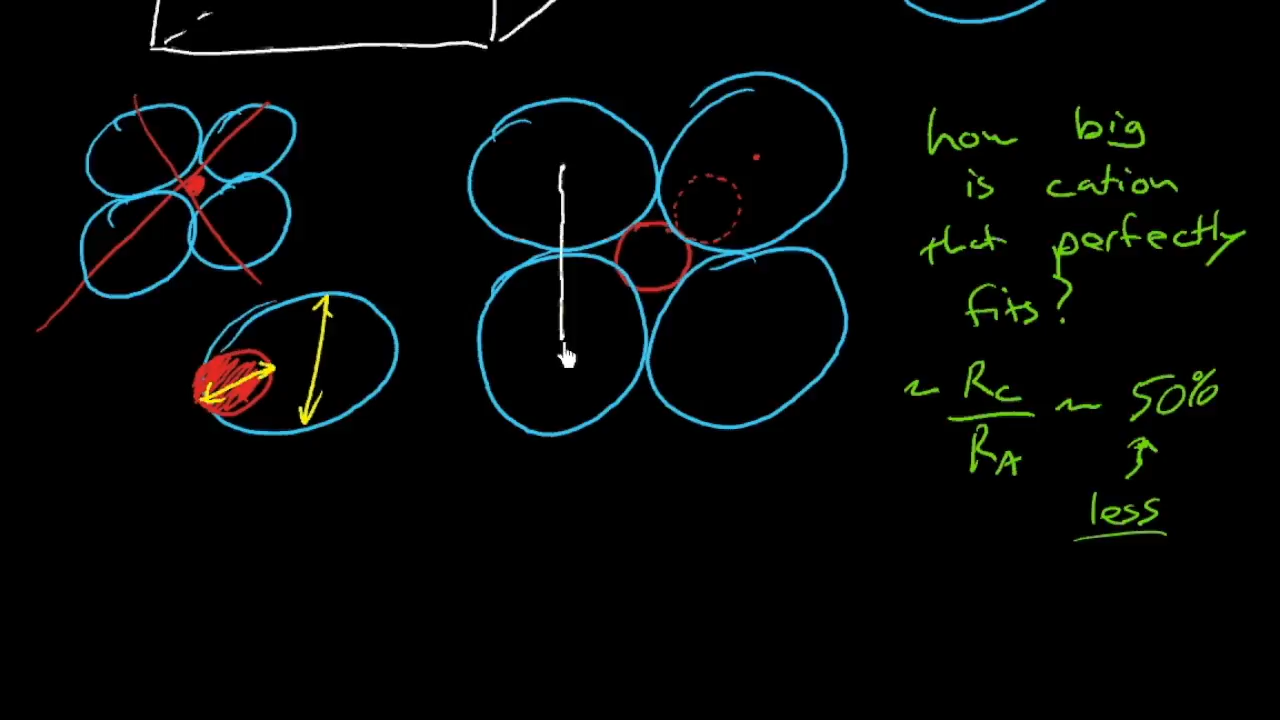 how big
is cation
that perfectly
fits?
~ Rc / RA ~ 50%
less